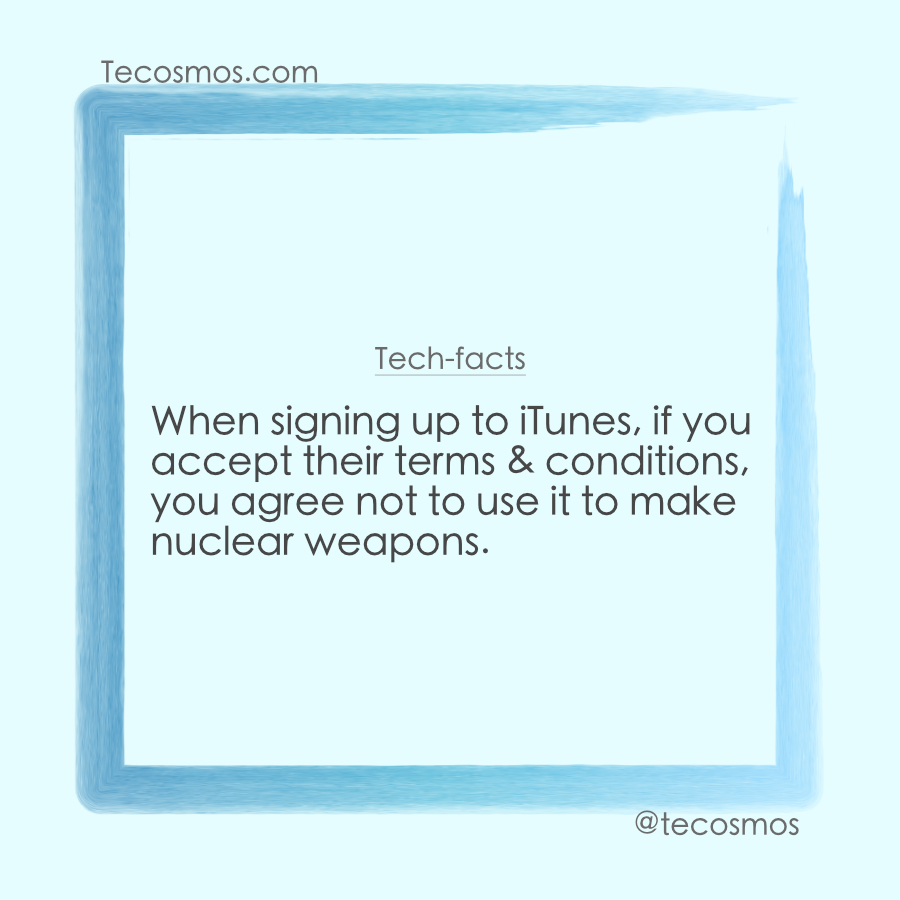 Tecosmos.com
Tech-facts
When signing up to iTunes, if you
accept their terms & conditions,
you agree not to use it to make
nuclear weapons.
@tecosmos